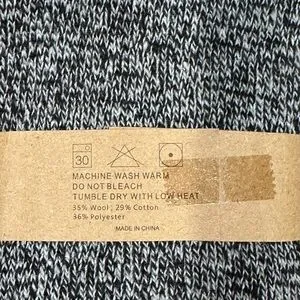 30
MACHINE WASH WARM
DO NOT BLEACH
TUMBLE DRY WITH LOW HEAT
35% Wool, 29% Cotton
36% Polyester
MADE IN CHINA